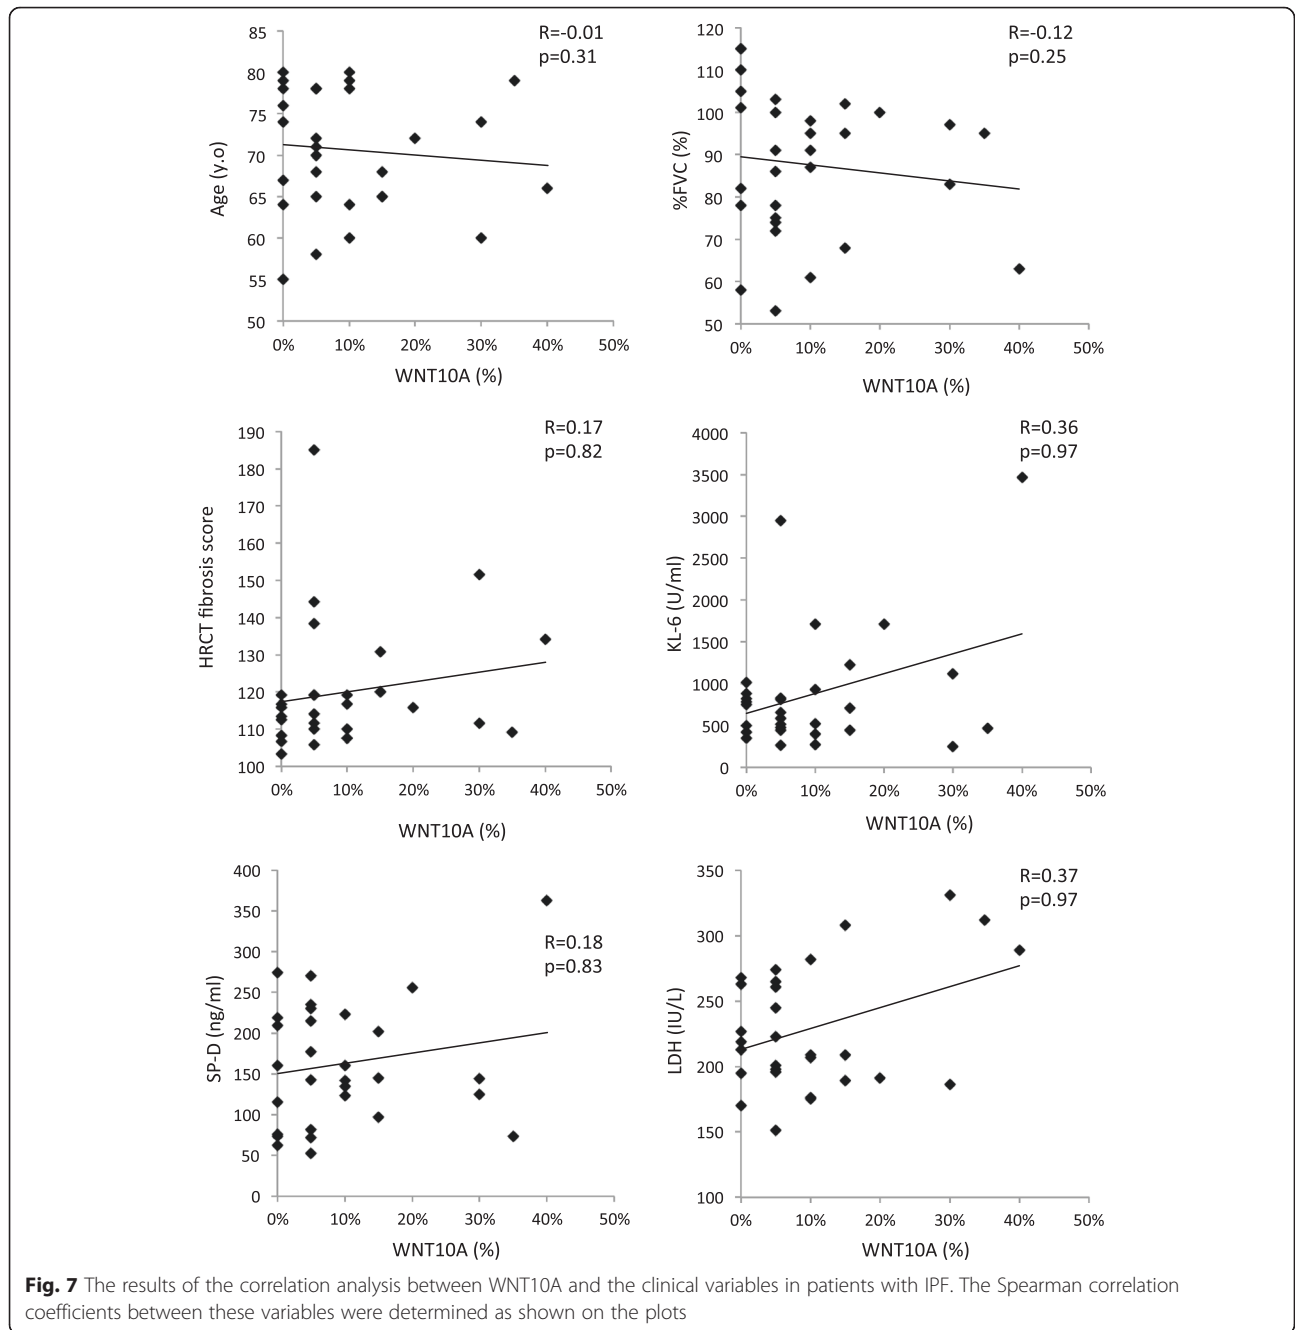 R=-0.01
p=0.31
85
80
75
70
65
60
55
50
Age (y.o)
0% 10% 20% 30% 40% 50%
WNT10A (%)
R=-0.12
p=0.25
120
110
100
90
80
70
60
50
%FVC (%)
0% 10% 20% 30% 40% 50%
WNT10A (%)
R=0.17
p=0.82
190
180
170
160
150
140
130
120
110
100
HRCT fibrosis score
0% 10% 20% 30% 40% 50%
WNT10A (%)
R=0.36
p=0.97
4000
3500
3000
2500
2000
1500
1000
500
0
KL-6 (U/ml)
0% 10% 20% 30% 40% 50%
WNT10A (%)
R=0.18
p=0.83
400
350
300
250
200
150
100
50
0
SP-D (ng/ml)
0% 10% 20% 30% 40% 50%
WNT10A (%)
R=0.37
p=0.97
350
300
250
200
150
100
LDH (IU/L)
0% 10% 20% 30% 40% 50%
WNT10A (%)
Fig. 7 The results of the correlation analysis between WNT10A and the clinical variables in patients with IPF. The Spearman correlation
coefficients between these variables were determined as shown on the plots